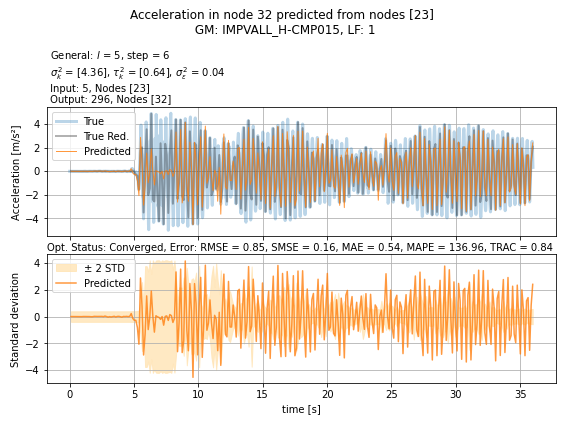 Acceleration in node 32 predicted from nodes [23]
GM: IMPVALL_H-CMP015, LF: 1
General: l = 5, step = 6
σ²ₖ = [4.36], τ²ₖ = [0.64], σ²ₑ = 0.04
Input: 5, Nodes [23]
Output: 296, Nodes [32]
True
True Red.
Predicted
Acceleration [m/s²]
4
2
0
−2
−4
Opt. Status: Converged, Error: RMSE = 0.85, SMSE = 0.16, MAE = 0.54, MAPE = 136.96, TRAC = 0.84
± 2 STD
Predicted
Standard deviation
4
2
0
−2
−4
0 5 10 15 20 25 30 35
time [s]